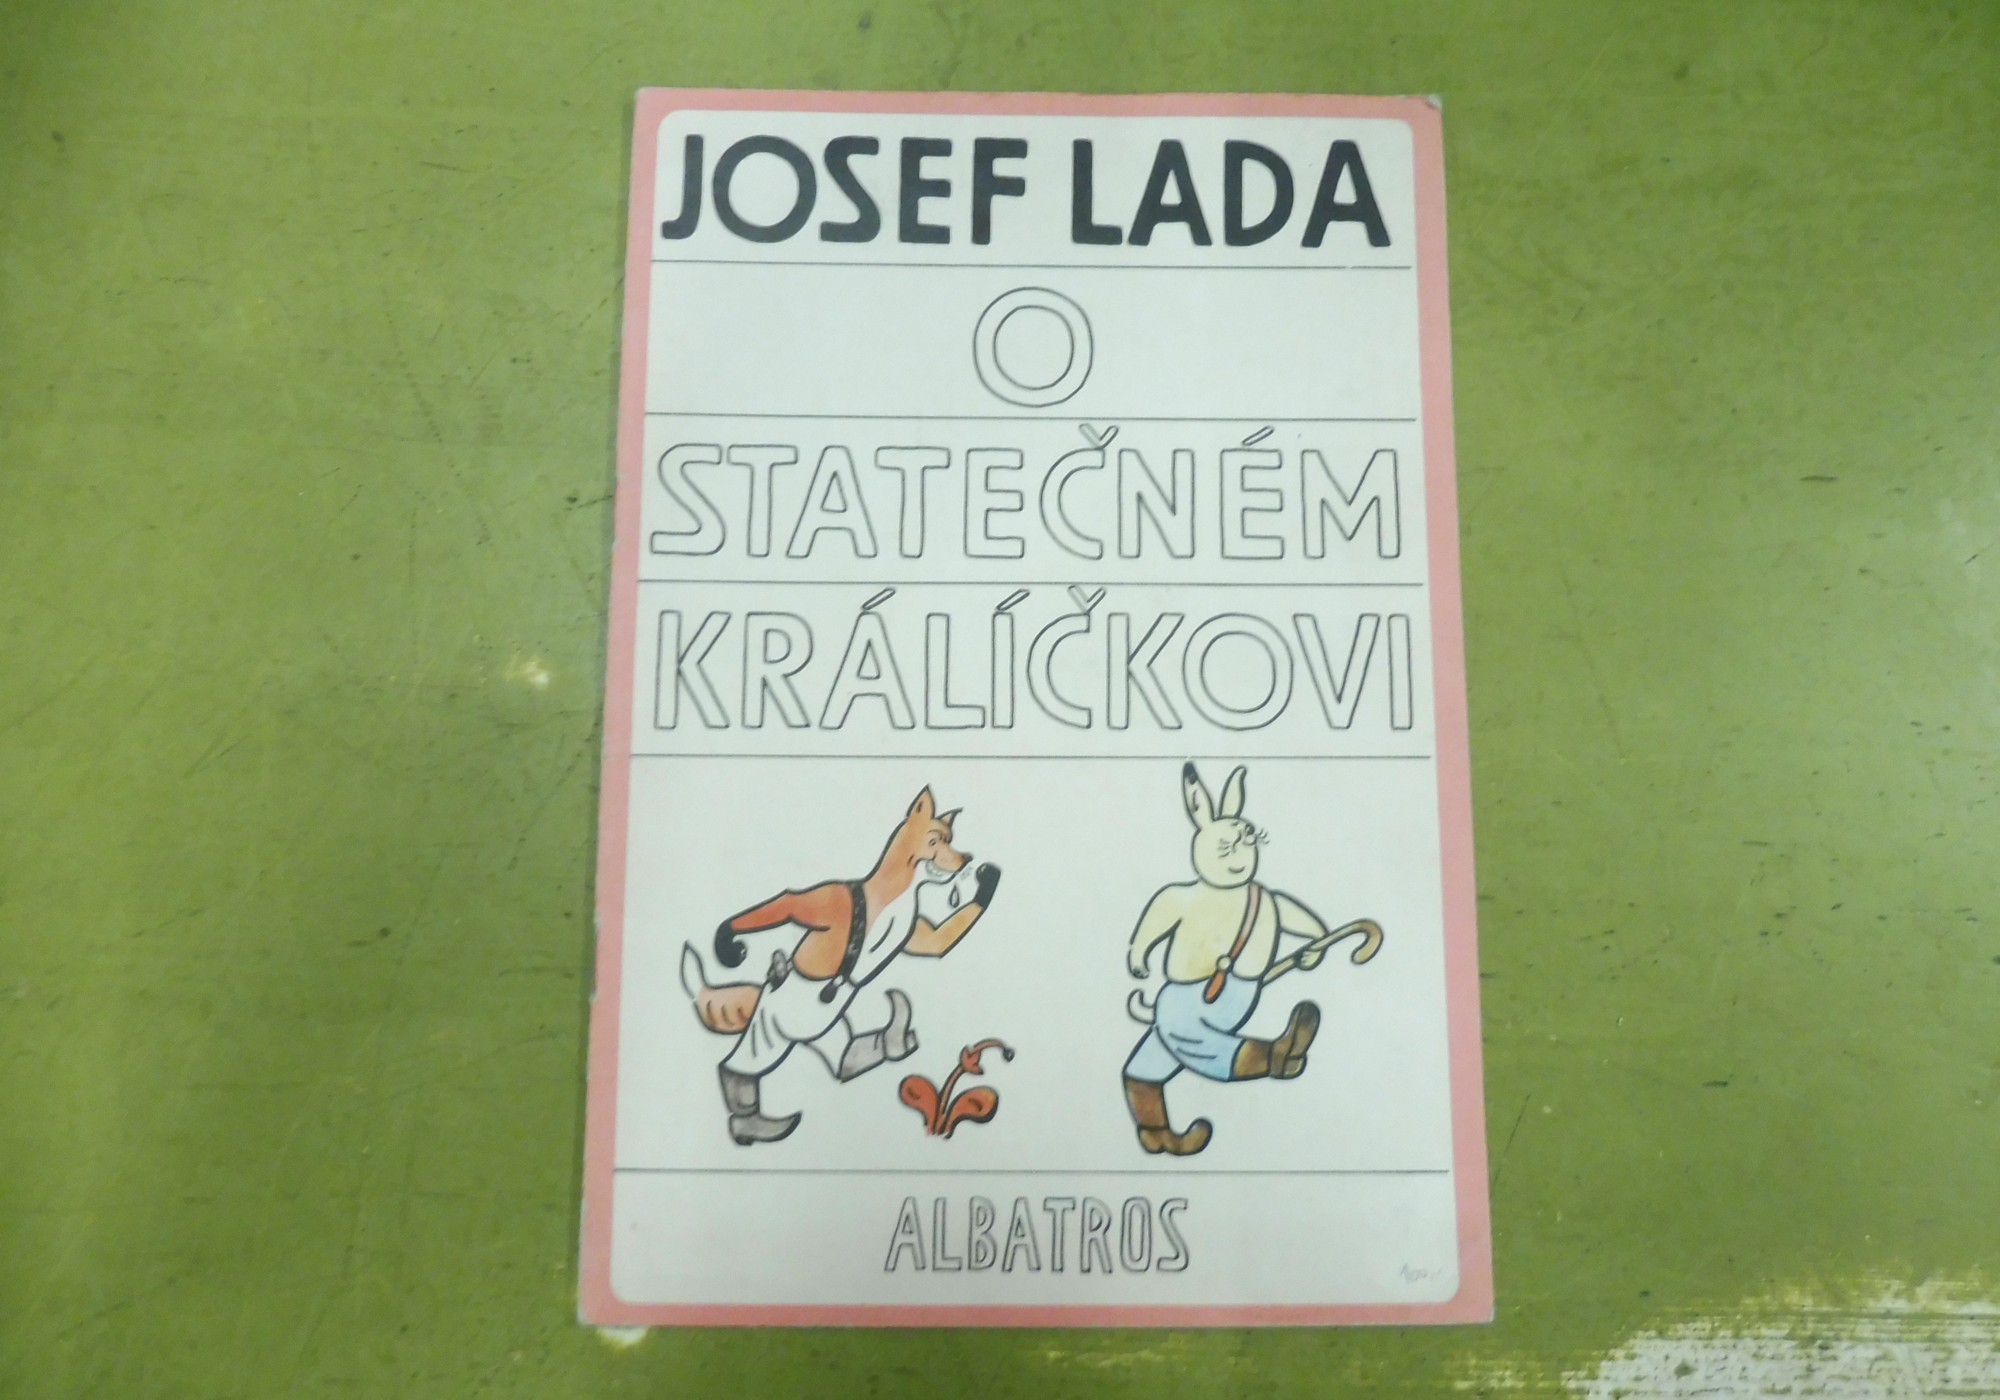 JOSEF LADA
O
STATEČNÉM
KRÁLÍČKOVI
ALBATROS